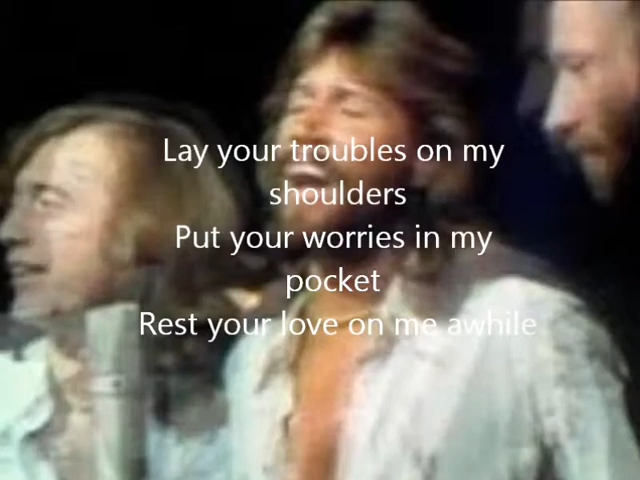 Lay your troubles on my
shoulders
Put your worries in my
pocket
Rest your love on me awhile